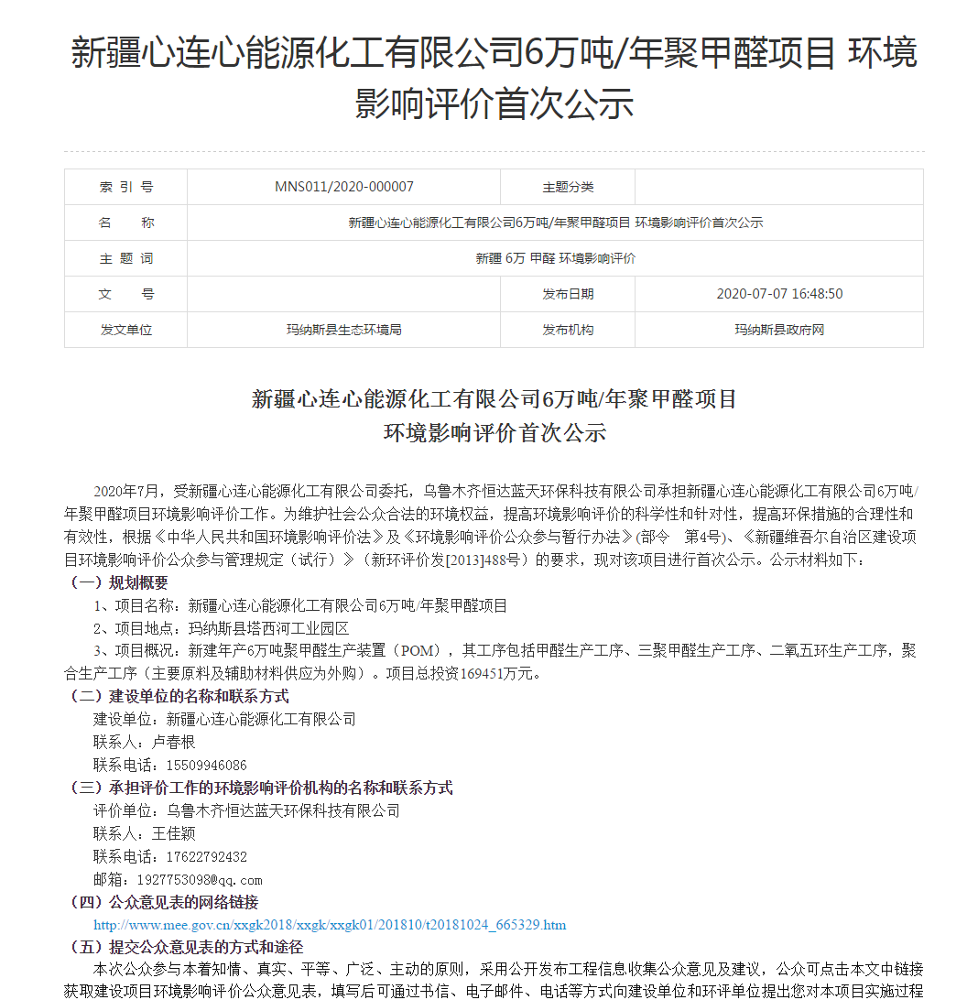 新疆心连心能源化工有限公司6万吨/年聚甲醛项目 环境
影响评价首次公示
索 引 号 MNS011/2020-000007 主题分类
名 称 新疆心连心能源化工有限公司6万吨/年聚甲醛项目 环境影响评价首次公示
主 题 词 新疆 6万 甲醛 环境影响评价
文 号 发布日期 2020-07-07 16:48:50
发文单位 玛纳斯县生态环境局 发布机构 玛纳斯县政府网
新疆心连心能源化工有限公司6万吨/年聚甲醛项目
环境影响评价首次公示
2020年7月，受新疆心连心能源化工有限公司委托，乌鲁木齐恒达蓝天环保科技有限公司承担新疆心连心能源化工有限公司6万吨/
年聚甲醛项目环境影响评价工作。为维护社会公众合法的环境权益，提高环境影响评价的科学性和针对性，提高环保措施的合理性和
有效性，根据《中华人民共和国环境影响评价法》及《环境影响评价公众参与暂行办法》(部令　第4号)、《新疆维吾尔自治区建设项
目环境影响评价公众参与管理规定（试行）》（新环评价发[2013]488号）的要求，现对该项目进行首次公示。公示材料如下：
（一）规划概要
1、项目名称：新疆心连心能源化工有限公司6万吨/年聚甲醛项目
2、项目地点：玛纳斯县塔西河工业园区
3、项目概况：新建年产6万吨聚甲醛生产装置（POM），其工序包括甲醛生产工序、三聚甲醛生产工序、二氧五环生产工序，聚
合生产工序（主要原料及辅助材料供应为外购）。项目总投资169451万元。
（二）建设单位的名称和联系方式
建设单位：新疆心连心能源化工有限公司
联系人：卢春根
联系电话：15509946086
（三）承担评价工作的环境影响评价机构的名称和联系方式
评价单位：乌鲁木齐恒达蓝天环保科技有限公司
联系人：王佳颖
联系电话：17622792432
邮箱：1927753098@qq.com
（四）公众意见表的网络链接
http://www.mee.gov.cn/xxgk2018/xxgk/xxgk01/201810/t20181024_665329.htm
（五）提交公众意见表的方式和途径
本次公众参与本着知情、真实、平等、广泛、主动的原则，采用公开发布工程信息收集公众意见及建议，公众可点击本文中链接
获取建设项目环境影响评价公众意见表，填写后可通过书信、电子邮件、电话等方式向建设单位和环评单位提出您对本项目实施过程